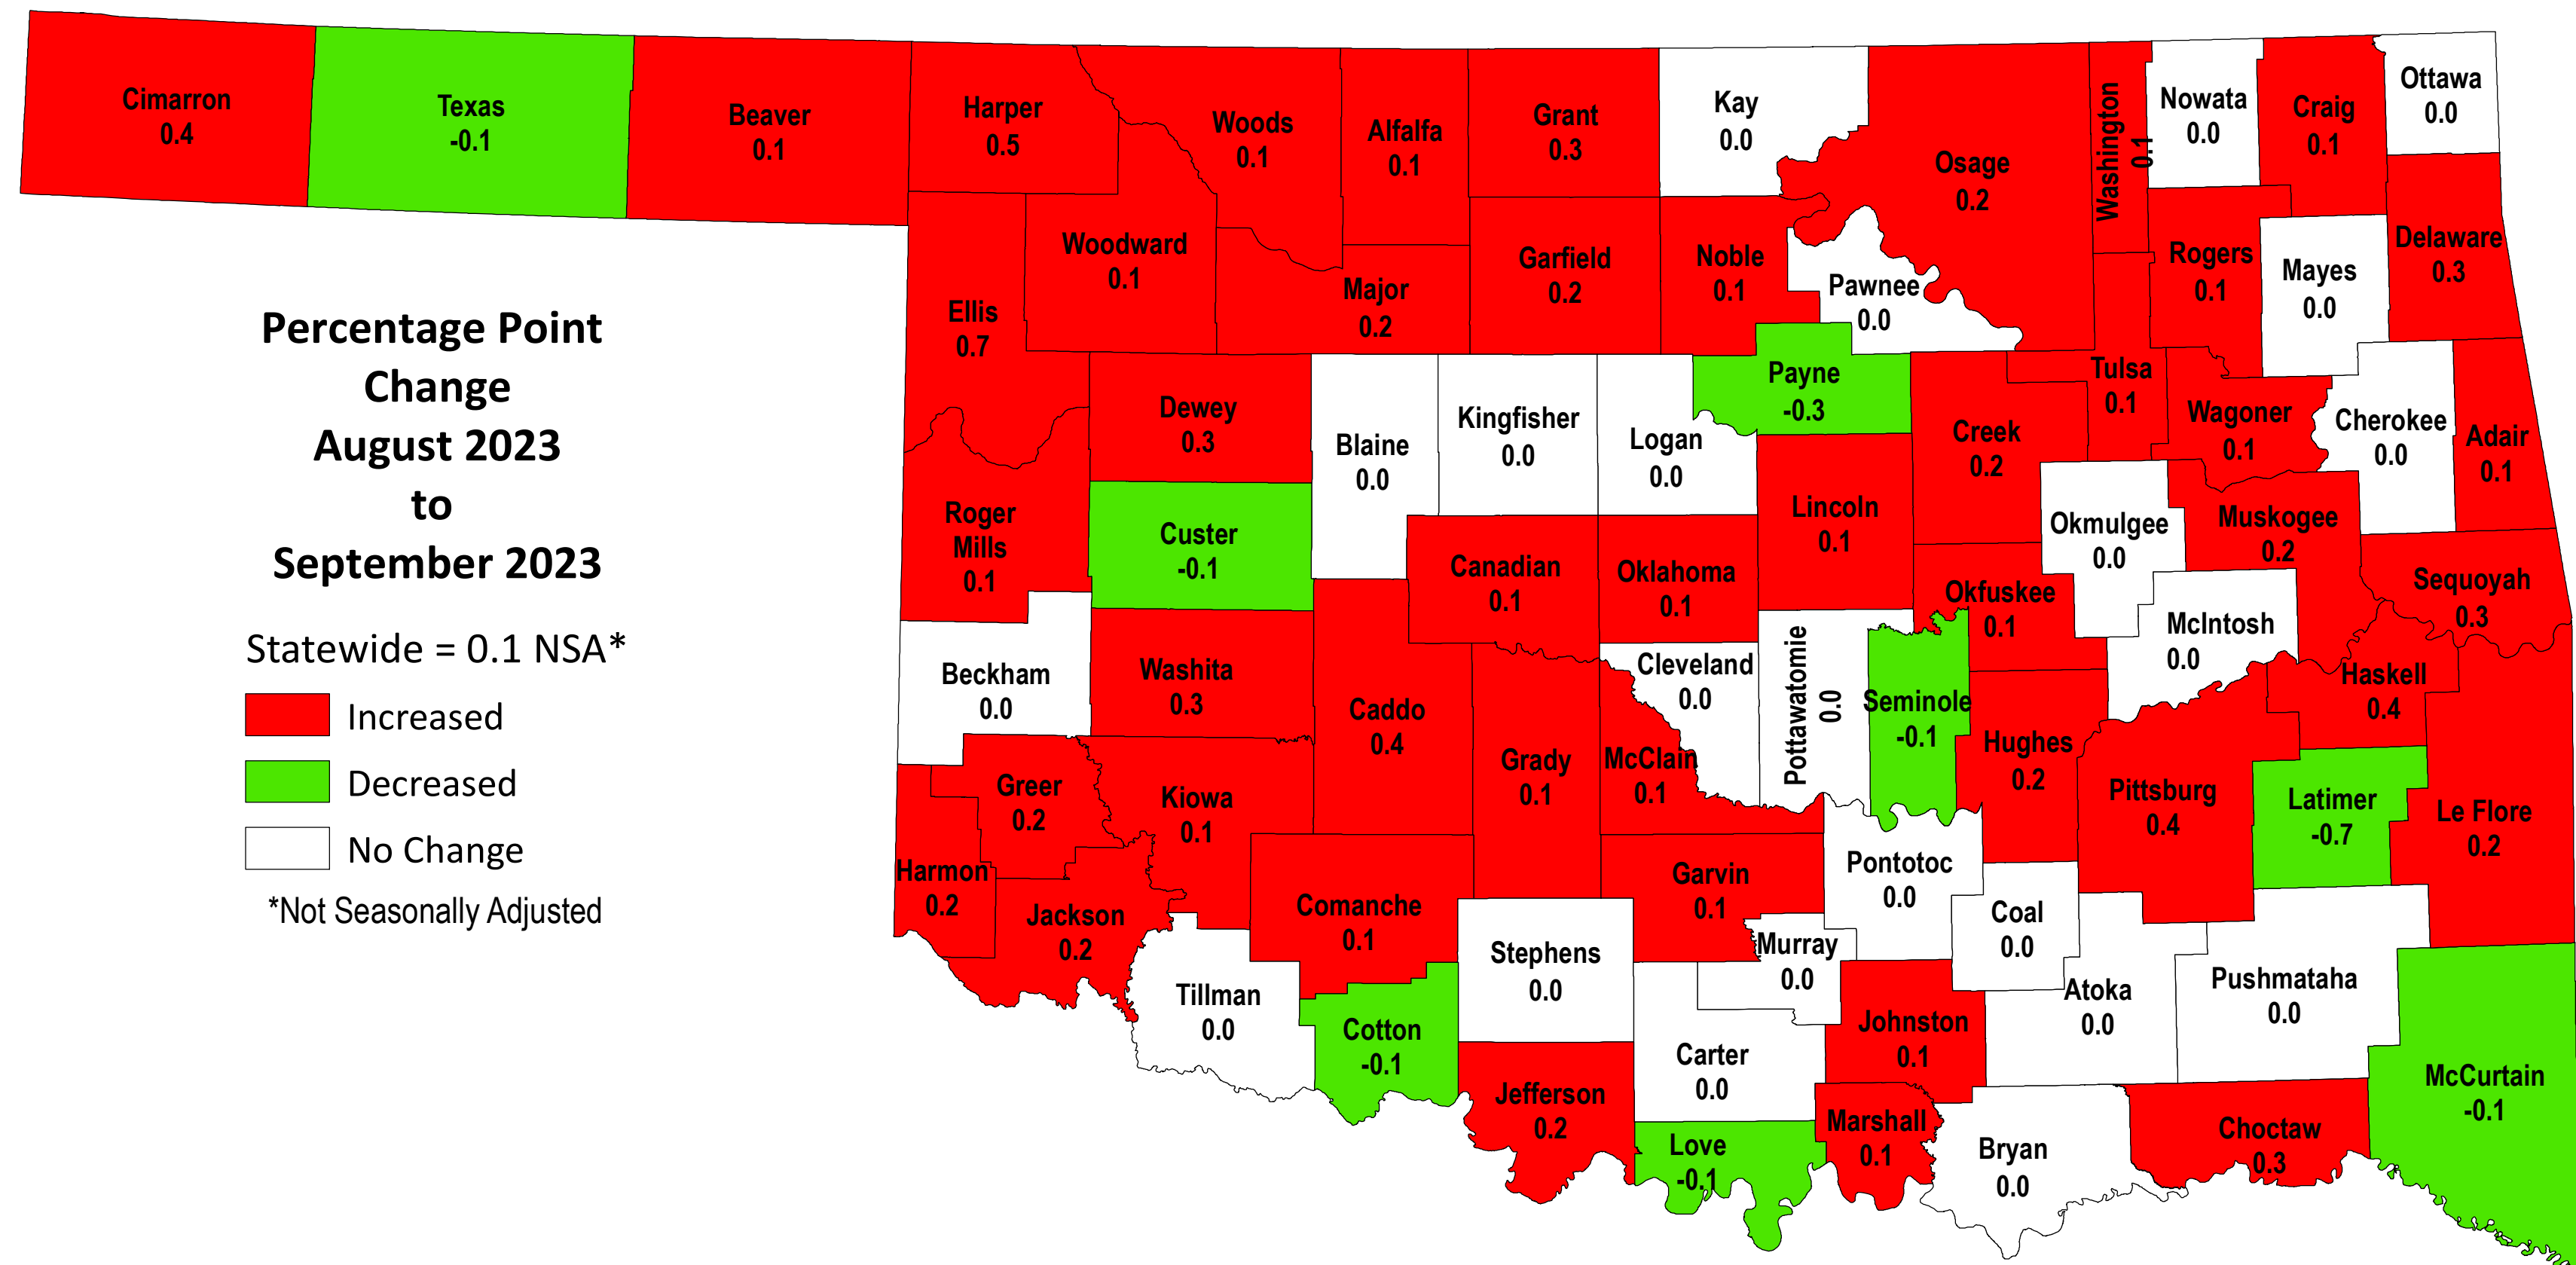 Cimarron
0.4
Texas
-0.1
Beaver
0.1
Harper
0.5
Woods
0.1
Alfalfa
0.1
Grant
0.3
Kay
0.0
Osage
0.2
Washington
0.1
Nowata
0.0
Craig
0.1
Ottawa
0.0
Ellis
0.7
Woodward
0.1
Major
0.2
Garfield
0.2
Noble
0.1
Pawnee
0.0
Rogers
0.1
Mayes
0.0
Delaware
0.3
Percentage Point
Change
August 2023
to
September 2023
Statewide = 0.1 NSA*
Increased
Decreased
No Change
*Not Seasonally Adjusted
Dewey
0.3
Blaine
0.0
Kingfisher
0.0
Logan
0.0
Payne
-0.3
Creek
0.2
Tulsa
0.1
Wagoner
0.1
Cherokee
0.0
Adair
0.1
Roger
Mills
0.1
Custer
-0.1
Canadian
0.1
Oklahoma
0.1
Lincoln
0.1
Okfuskee
0.1
Okmulgee
0.0
Muskogee
0.2
Sequoyah
0.3
Beckham
0.0
Washita
0.3
Caddo
0.4
Grady
0.1
McClain
0.1
Cleveland
0.0
Pottawatomie
0.0
Seminole
-0.1
Hughes
0.2
McIntosh
0.0
Haskell
0.4
Pittsburg
0.4
Latimer
-0.7
Le Flore
0.2
Harmon
0.2
Greer
0.2
Kiowa
0.1
Jackson
0.2
Comanche
0.1
Stephens
0.0
Garvin
0.1
Murray
0.0
Pontotoc
0.0
Coal
0.0
Atoka
0.0
Pushmataha
0.0
Tillman
0.0
Cotton
-0.1
Jefferson
0.2
Carter
0.0
Love
-0.1
Johnston
0.1
Marshall
0.1
Bryan
0.0
Choctaw
0.3
McCurtain
-0.1